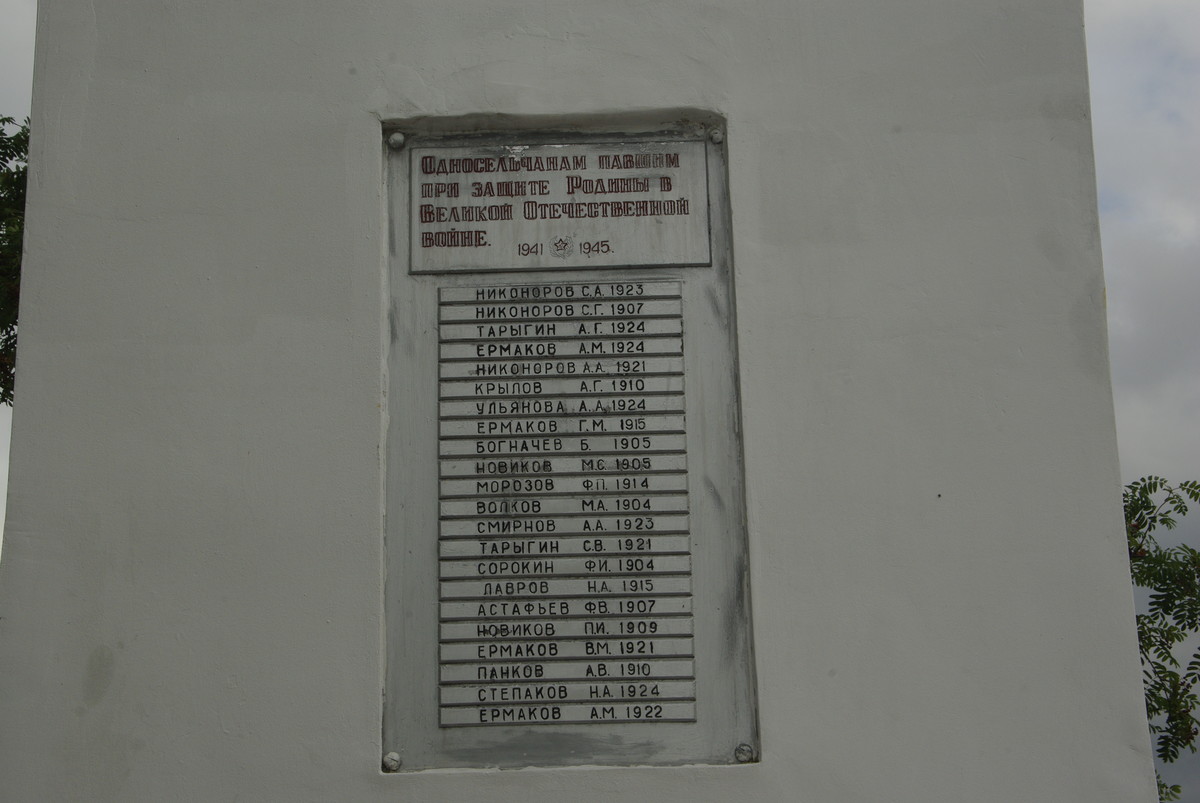 Односельчанам павшим
при защите Родины в
Великой Отечественной
войне.
1941 1945.
НИКОНОРОВ С.А. 1923
НИКОНОРОВ С.Г. 1907
ТАРЫГИН А.Г. 1924
ЕРМАКОВ А.М. 1924
НИКОНОРОВ А.А. 1921
КРЫЛОВ А.Г. 1910
УЛЬЯНОВА А.А. 1924
ЕРМАКОВ Г.М. 1915
БОГНАЧЕВ Б. 1905
НОВИКОВ М.С. 1905
МОРОЗОВ Ф.П. 1914
ВОЛКОВ М.А. 1904
СМИРНОВ А.А. 1923
ТАРЫГИН С.В. 1921
СОРОКИН Ф.И. 1904
ЛАВРОВ Н.А. 1915
АСТАФЬЕВ Ф.В. 1907
НОВИКОВ П.И. 1909
ЕРМАКОВ В.М. 1921
ПАНКОВ А.В. 1910
СТЕПАКОВ Н.А. 1924
ЕРМАКОВ А.М. 1922